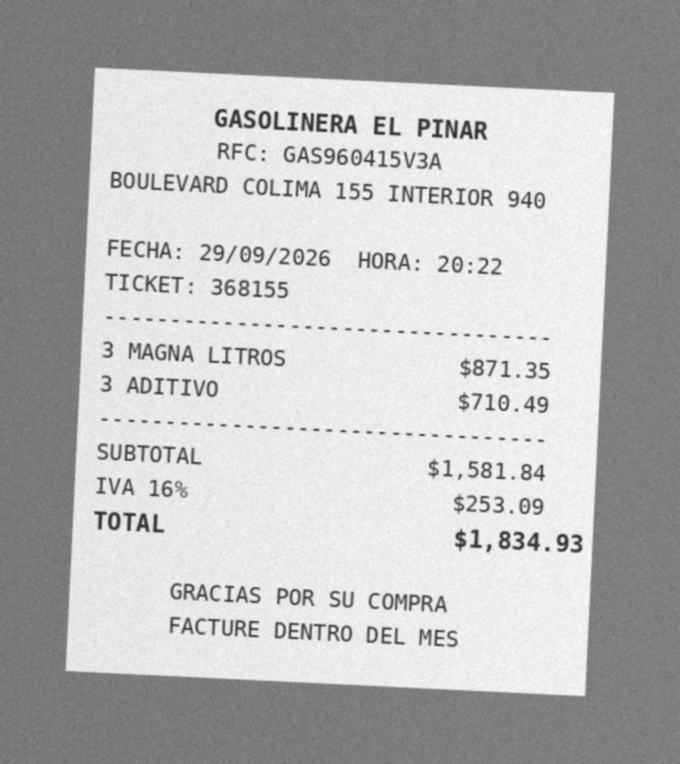 GASOLINERA EL PINAR
RFC: GAS960415V3A
BOULEVARD COLIMA 155 INTERIOR 940
FECHA: 29/09/2026 HORA: 20:22
TICKET: 368155
----------------------------------
3 MAGNA LITROS $871.35
3 ADITIVO $710.49
----------------------------------
SUBTOTAL $1,581.84
IVA 16% $253.09
TOTAL $1,834.93
GRACIAS POR SU COMPRA
FACTURE DENTRO DEL MES